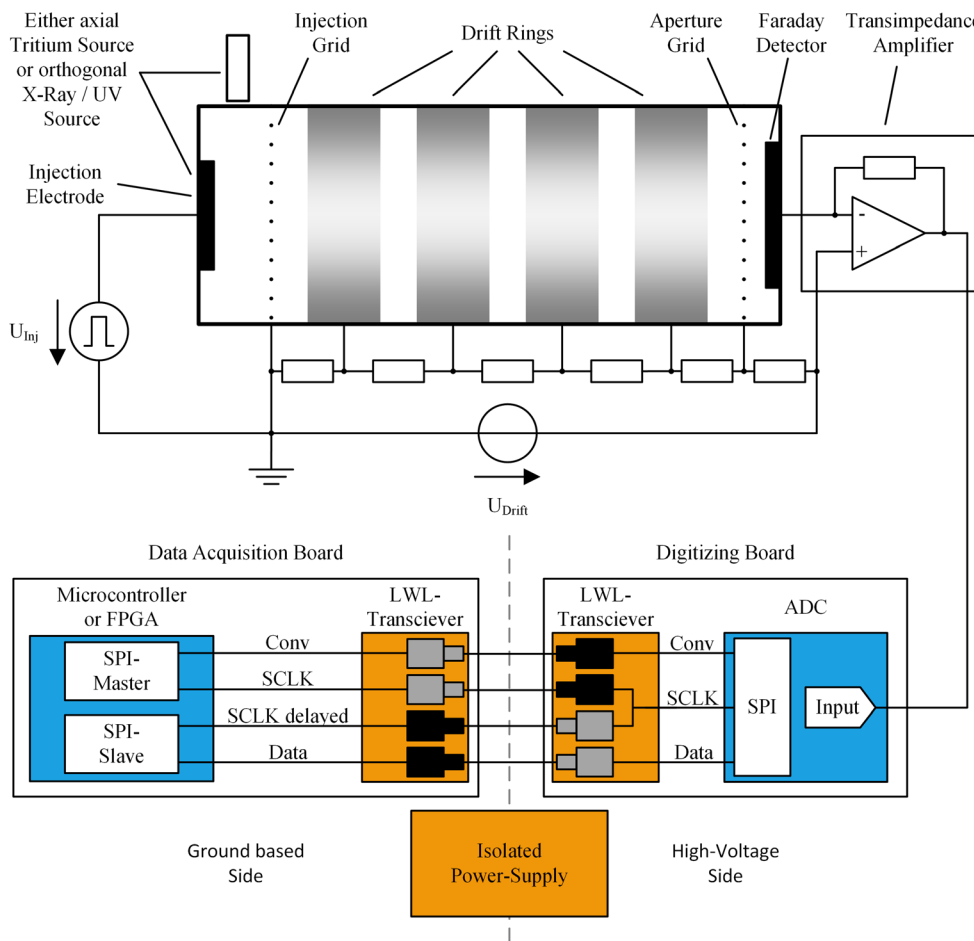 Either axial
Tritium Source
or orthogonal
X-Ray / UV
Source
Injection
Grid
Drift Rings
Aperture
Grid
Faraday
Detector
Transimpedance
Amplifier
Injection
Electrode
-
+
U_Inj
U_Drift
Data Acquisition Board
Digitizing Board
Microcontroller
or FPGA
LWL-
Transciever
LWL-
Transciever
ADC
SPI-
Master
SPI-
Slave
Conv
SCLK
SCLK delayed
Data
Conv
SCLK
Data
SPI
Input
Ground based
Side
Isolated
Power-Supply
High-Voltage
Side